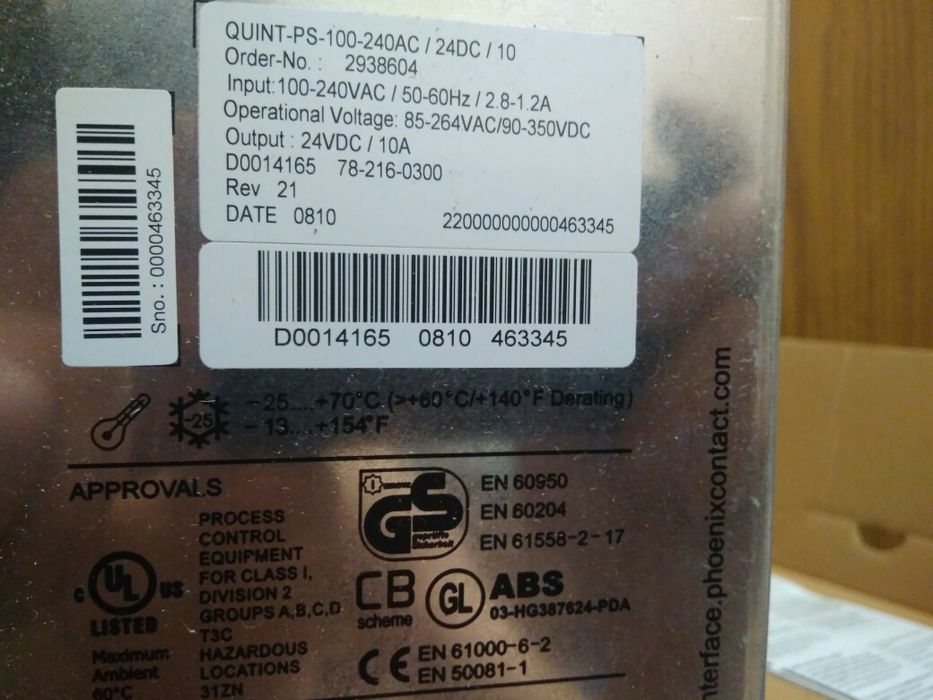 QUINT-PS-100-240AC / 24DC / 10
Order-No. : 2938604
Input:100-240VAC / 50-60Hz / 2.8-1.2A
Operational Voltage: 85-264VAC/90-350VDC
Output : 24VDC / 10A
D0014165 78-216-0300
Rev 21
DATE 0810 220000000000463345
Sno.: 0000463345
D0014165 0810 463345
-25
-25....+70°C (>+60°C/+140°F Derating)
-13....+154°F
APPROVALS
PROCESS
CONTROL
EQUIPMENT
FOR CLASS I,
DIVISION 2
GROUPS A,B,C,D
T3C
HAZARDOUS
LOCATIONS
31ZN
C UL US
LISTED
Maximum
Ambient
60°C
GS
geprüfte
Sicherheit
EN 60950
EN 60204
EN 61558-2-17
CB
scheme
GL
ABS
03-HG387624-PDA
CE
EN 61000-6-2
EN 50081-1
nterface.phoenixcontact.com